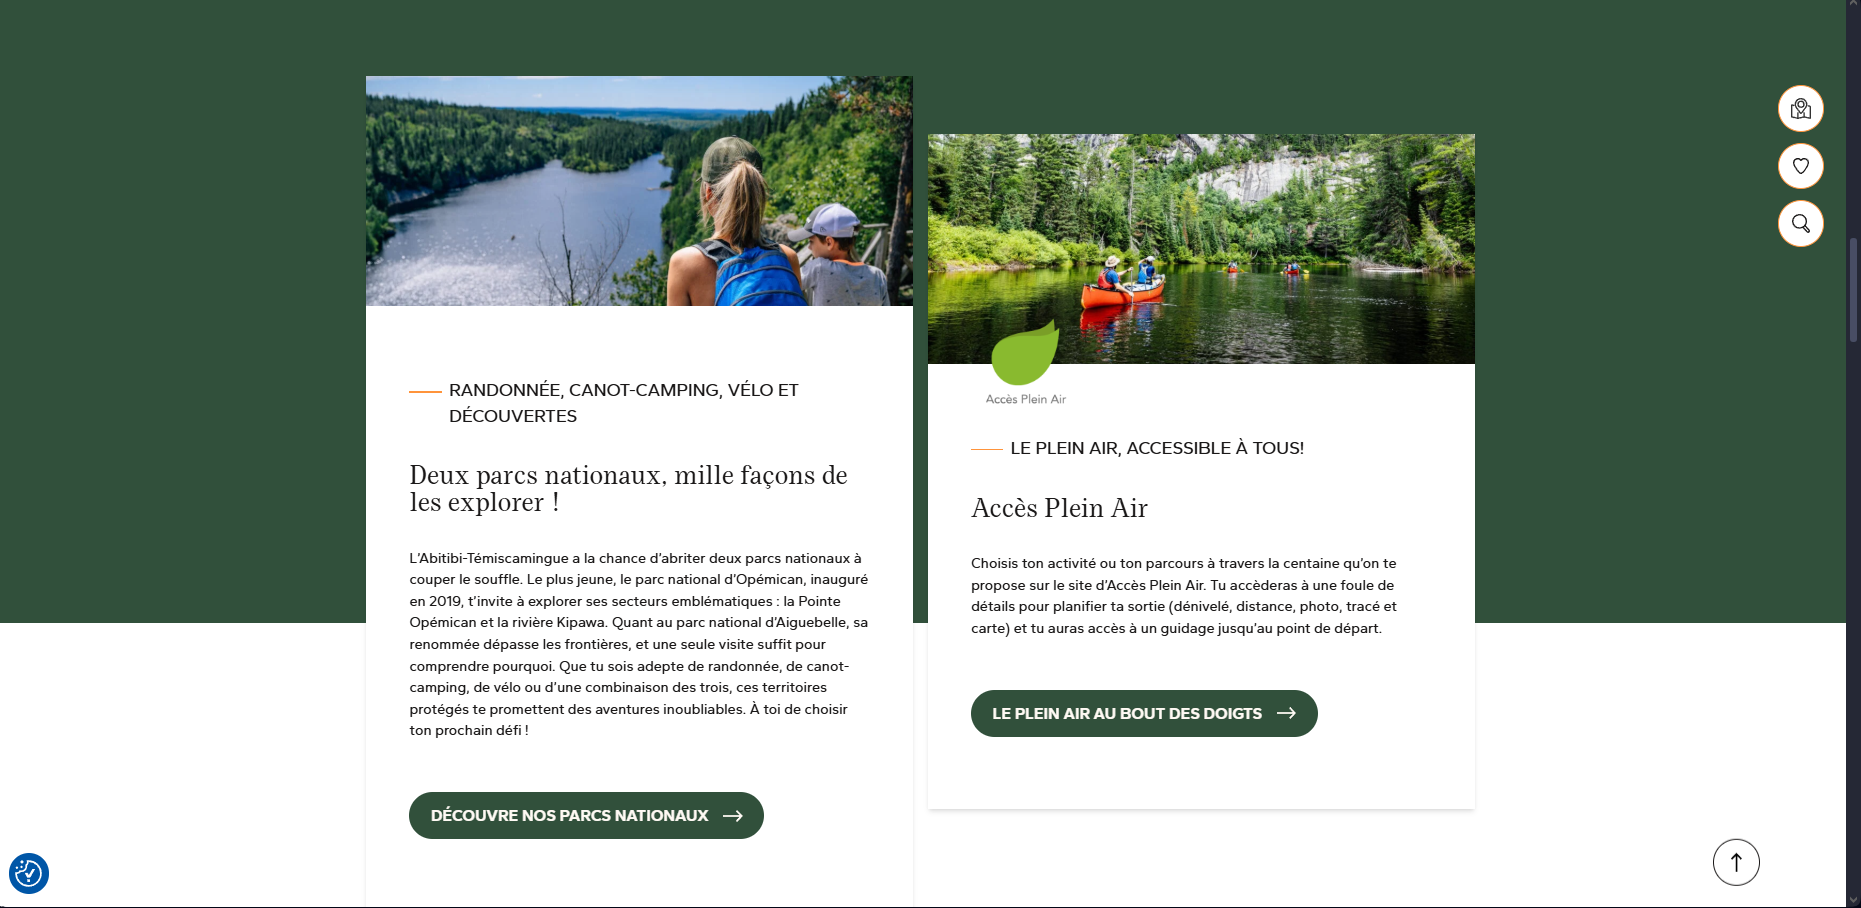 RANDONNÉE, CANOT-CAMPING, VÉLO ET
DÉCOUVERTES
Deux parcs nationaux, mille façons de
les explorer !
L’Abitibi-Témiscamingue a la chance d’abriter deux parcs nationaux à
couper le souffle. Le plus jeune, le parc national d’Opémican, inauguré
en 2019, t’invite à explorer ses secteurs emblématiques : la Pointe
Opémican et la rivière Kipawa. Quant au parc national d’Aiguebelle, sa
renommée dépasse les frontières, et une seule visite suffit pour
comprendre pourquoi. Que tu sois adepte de randonnée, de canot-
camping, de vélo ou d’une combinaison des trois, ces territoires
protégés te promettent des aventures inoubliables. À toi de choisir
ton prochain défi !
DÉCOUVRE NOS PARCS NATIONAUX
Accès Plein Air
LE PLEIN AIR, ACCESSIBLE À TOUS!
Accès Plein Air
Choisis ton activité ou ton parcours à travers la centaine qu’on te
propose sur le site d’Accès Plein Air. Tu accèderas à une foule de
détails pour planifier ta sortie (dénivelé, distance, photo, tracé et
carte) et tu auras accès à un guidage jusqu’au point de départ.
LE PLEIN AIR AU BOUT DES DOIGTS